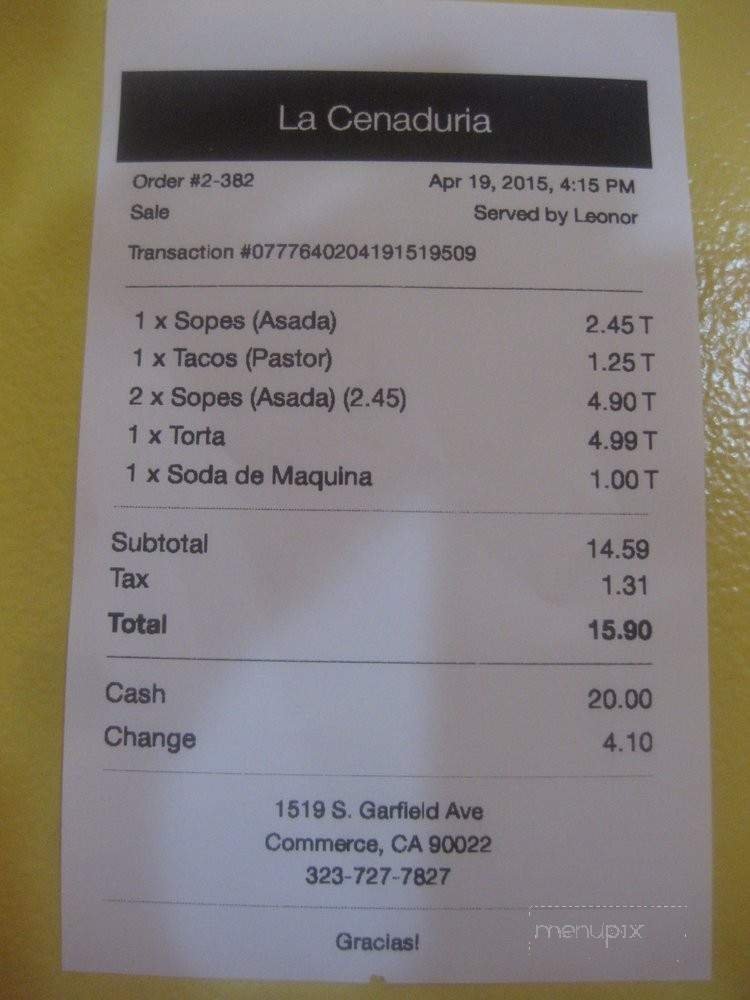 La Cenaduria
Order #2-382 Apr 19, 2015, 4:15 PM
Sale Served by Leonor
Transaction #0777640204191519509
1 x Sopes (Asada) 2.45 T
1 x Tacos (Pastor) 1.25 T
2 x Sopes (Asada) (2.45) 4.90 T
1 x Torta 4.99 T
1 x Soda de Maquina 1.00 T
Subtotal 14.59
Tax 1.31
Total 15.90
Cash 20.00
Change 4.10
1519 S. Garfield Ave
Commerce, CA 90022
323-727-7827
Gracias!
menupix